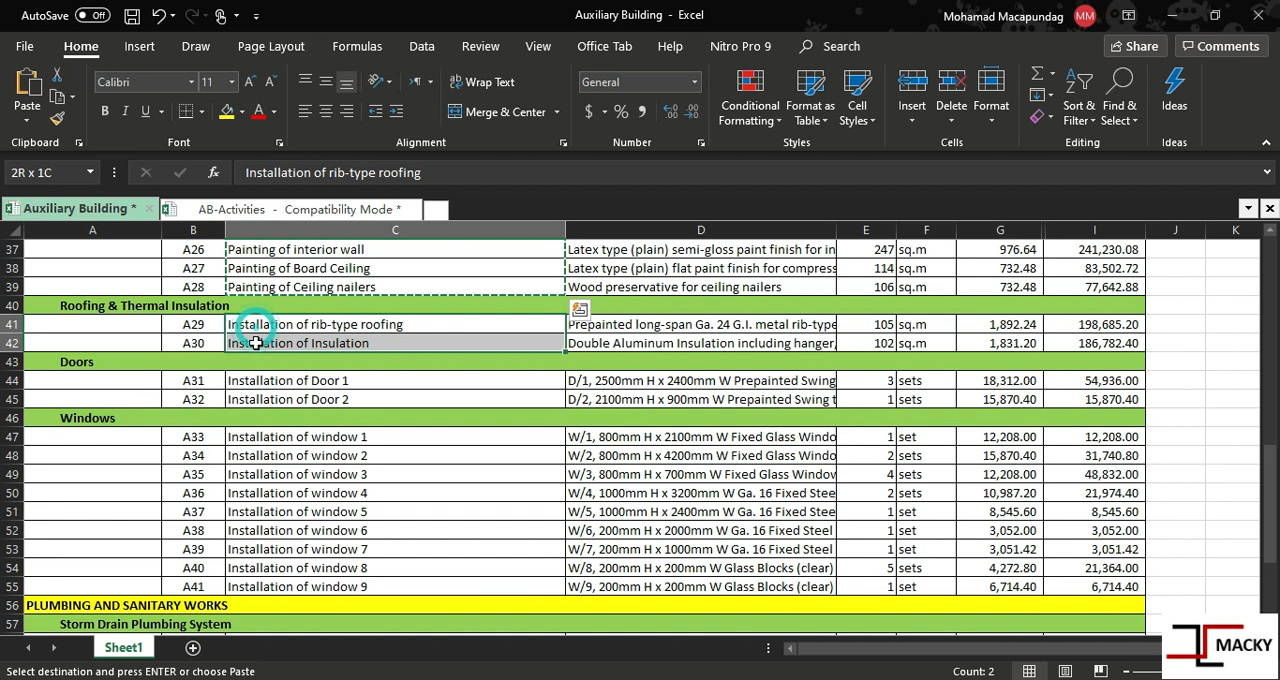 AutoSave Off Auxiliary Building - Excel Mohamad Macapundag MM
File Home Insert Draw Page Layout Formulas Data Review View Office Tab Help Nitro Pro 9 Search Share Comments
Paste Calibri 11 Wrap Text General Conditional Formatting Format as Table Cell Styles Insert Delete Format Sort & Filter Find & Select Ideas
B I U A Merge & Center $ %
Clipboard Font Alignment Number Styles Cells Editing Ideas
2R x 1C fx Installation of rib-type roofing
Auxiliary Building * AB-Activities - Compatibility Mode *
A B C D E F G I J K
37 A26 Painting of interior wall Latex type (plain) semi-gloss paint finish for in 247 sq.m 976.64 241,230.08
38 A27 Painting of Board Ceiling Latex type (plain) flat paint finish for compress 114 sq.m 732.48 83,502.72
39 A28 Painting of Ceiling nailers Wood preservative for ceiling nailers 106 sq.m 732.48 77,642.88
40 Roofing & Thermal Insulation
41 A29 Installation of rib-type roofing Prepainted long-span Ga. 24 G.I. metal rib-type 105 sq.m 1,892.24 198,685.20
42 A30 Installation of Insulation Double Aluminum Insulation including hanger, 102 sq.m 1,831.20 186,782.40
43 Doors
44 A31 Installation of Door 1 D/1, 2500mm H x 2400mm W Prepainted Swing 3 sets 18,312.00 54,936.00
45 A32 Installation of Door 2 D/2, 2100mm H x 900mm W Prepainted Swing t 1 sets 15,870.40 15,870.40
46 Windows
47 A33 Installation of window 1 W/1, 800mm H x 2100mm W Fixed Glass Windo 1 set 12,208.00 12,208.00
48 A34 Installation of window 2 W/2, 800mm H x 4200mm W Fixed Glass Windo 2 sets 15,870.40 31,740.80
49 A35 Installation of window 3 W/3, 800mm H x 700mm W Fixed Glass Window 4 sets 12,208.00 48,832.00
50 A36 Installation of window 4 W/4, 1000mm H x 3200mm W Ga. 16 Fixed Stee 2 sets 10,987.20 21,974.40
51 A37 Installation of window 5 W/5, 1000mm H x 2400mm W Ga. 16 Fixed Stee 1 set 8,545.60 8,545.60
52 A38 Installation of window 6 W/6, 200mm H x 2000mm W Ga. 16 Fixed Steel 1 set 3,052.00 3,052.00
53 A39 Installation of window 7 W/7, 200mm H x 1000mm W Ga. 16 Fixed Steel 1 set 3,051.42 3,051.42
54 A40 Installation of window 8 W/8, 200mm H x 200mm W Glass Blocks (clear) 5 sets 4,272.80 21,364.00
55 A41 Installation of window 9 W/9, 200mm H x 200mm W Glass Blocks (clear) 1 set 6,714.40 6,714.40
56 PLUMBING AND SANITARY WORKS
57 Storm Drain Plumbing System
Sheet1
MACKY
Select destination and press ENTER or choose Paste Count: 2